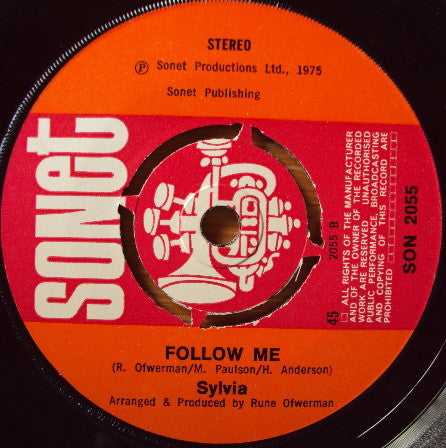 STEREO
Ⓟ Sonet Productions Ltd., 1975
Sonet Publishing
SONET
45
2055 B
□ ALL RIGHTS OF THE MANUFACTURER
AND OF THE OWNER OF THE RECORDED
WORK ARE RESERVED UNAUTHORISED
PUBLIC PERFORMANCE, BROADCASTING
AND COPYING OF THIS RECORD ARE
PROHIBITED □
SON 2055
FOLLOW ME
(R. Ofwerman/M. Paulson/H. Anderson)
Sylvia
Arranged & Produced by Rune Ofwerman